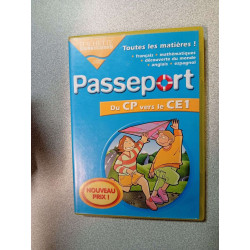 Toutes les matières !
• français • mathématiques
• découverte du monde
• anglais • espagnol
Passeport
Du CP vers le CE1
NOUVEAU
PRIX !